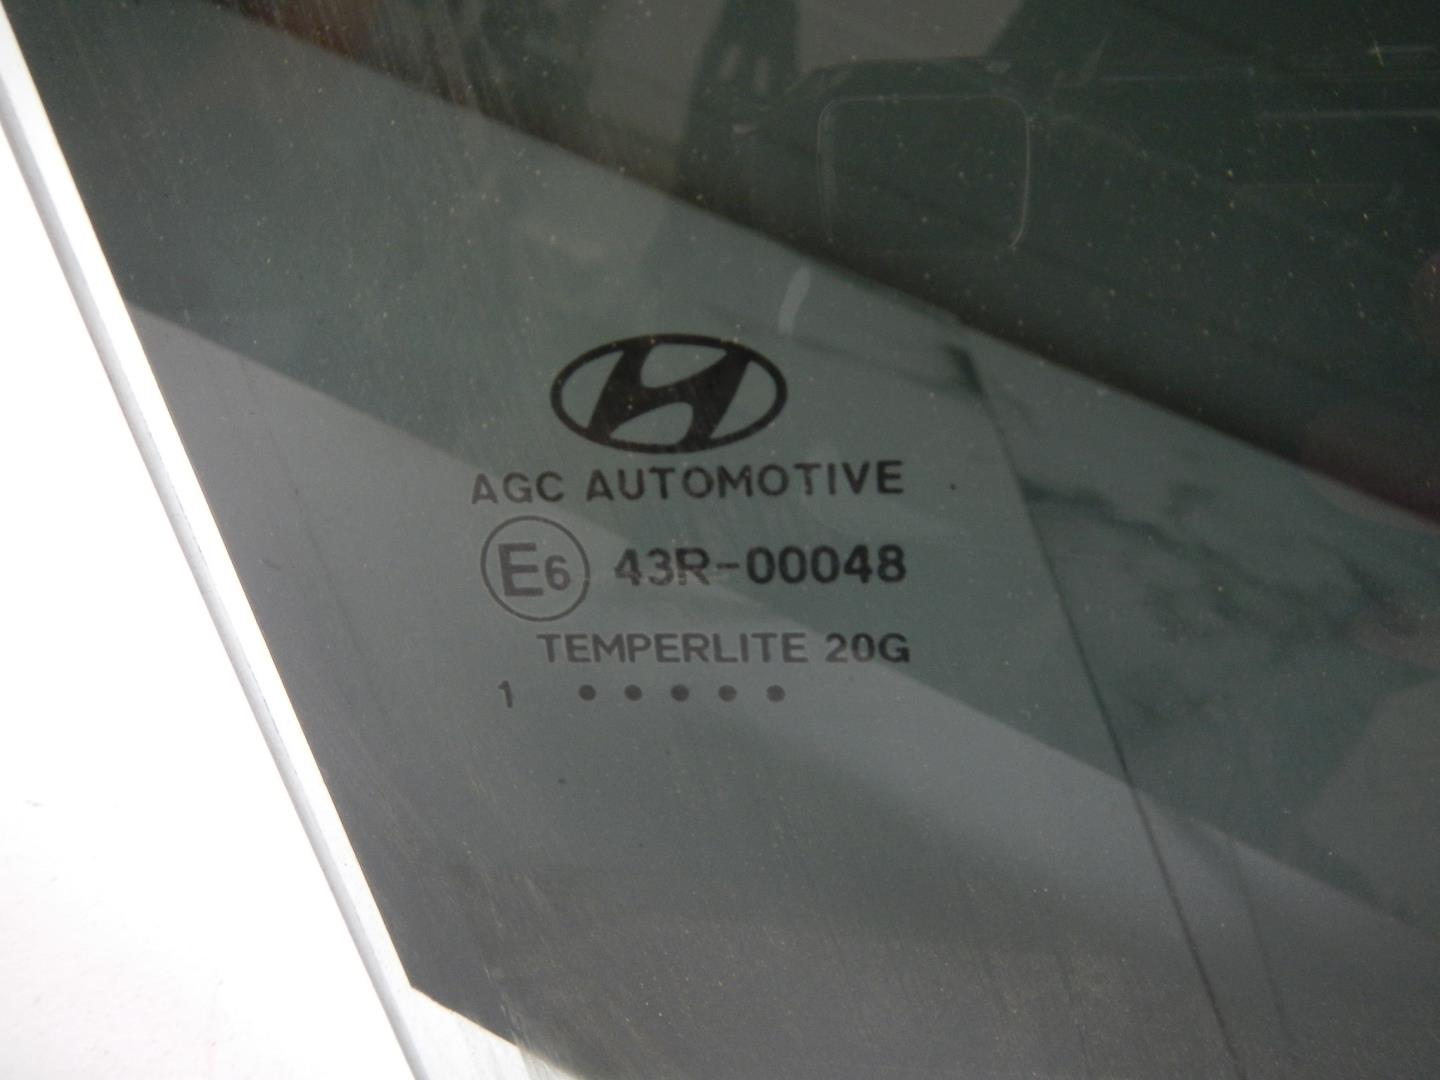 AGC AUTOMOTIVE
E6 43R-00048
TEMPERLITE 20G
1 • • • • •